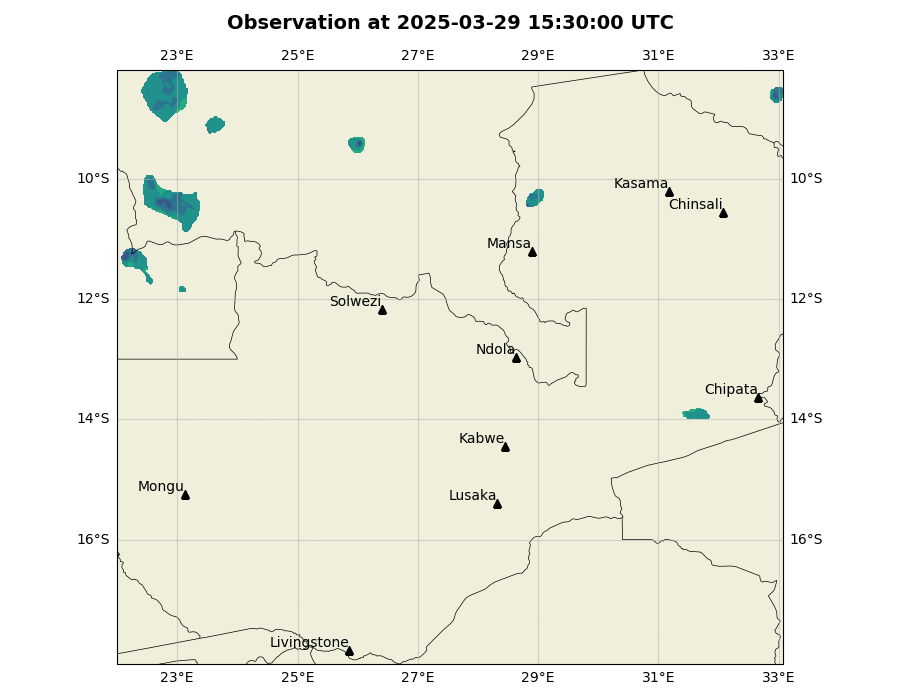 Observation at 2025-03-29 15:30:00 UTC
23°E 25°E 27°E 29°E 31°E 33°E
10°S 10°S
Kasama
Chinsali
Mansa
12°S 12°S
Solwezi
Ndola
Chipata
14°S 14°S
Kabwe
Mongu
Lusaka
16°S 16°S
Livingstone
23°E 25°E 27°E 29°E 31°E 33°E